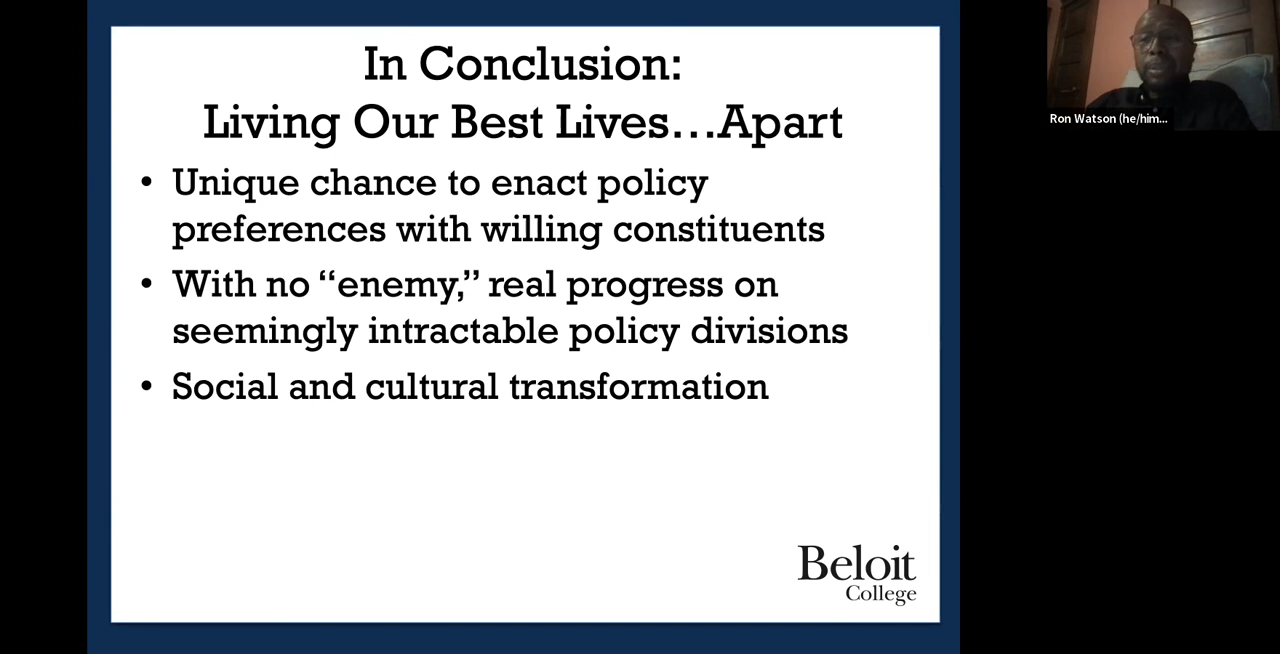 In Conclusion:
Living Our Best Lives…Apart
• Unique chance to enact policy
preferences with willing constituents
• With no “enemy,” real progress on
seemingly intractable policy divisions
• Social and cultural transformation
Beloit
College
Ron Watson (he/him...